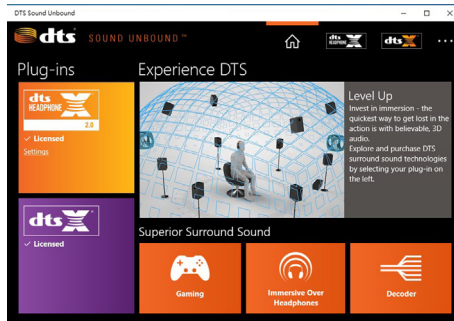 DTS Sound Unbound
dts SOUND UNBOUND™
dts HEADPHONE X
dts X
Plug-ins
dts
HEADPHONE X
2.0
✓ Licensed
Settings
dts X
✓ Licensed
Experience DTS
Level Up
Invest in immersion - the
quickest way to get lost in the
action is with believable, 3D
audio.
Explore and purchase DTS
surround sound technologies
by selecting your plug-in on
the left.
Superior Surround Sound
Gaming
Immersive Over
Headphones
Decoder